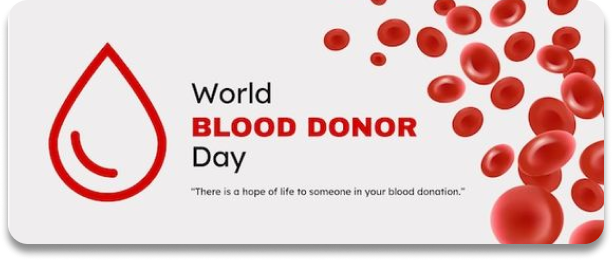 World
BLOOD DONOR
Day
"There is a hope of life to someone in your blood donation."